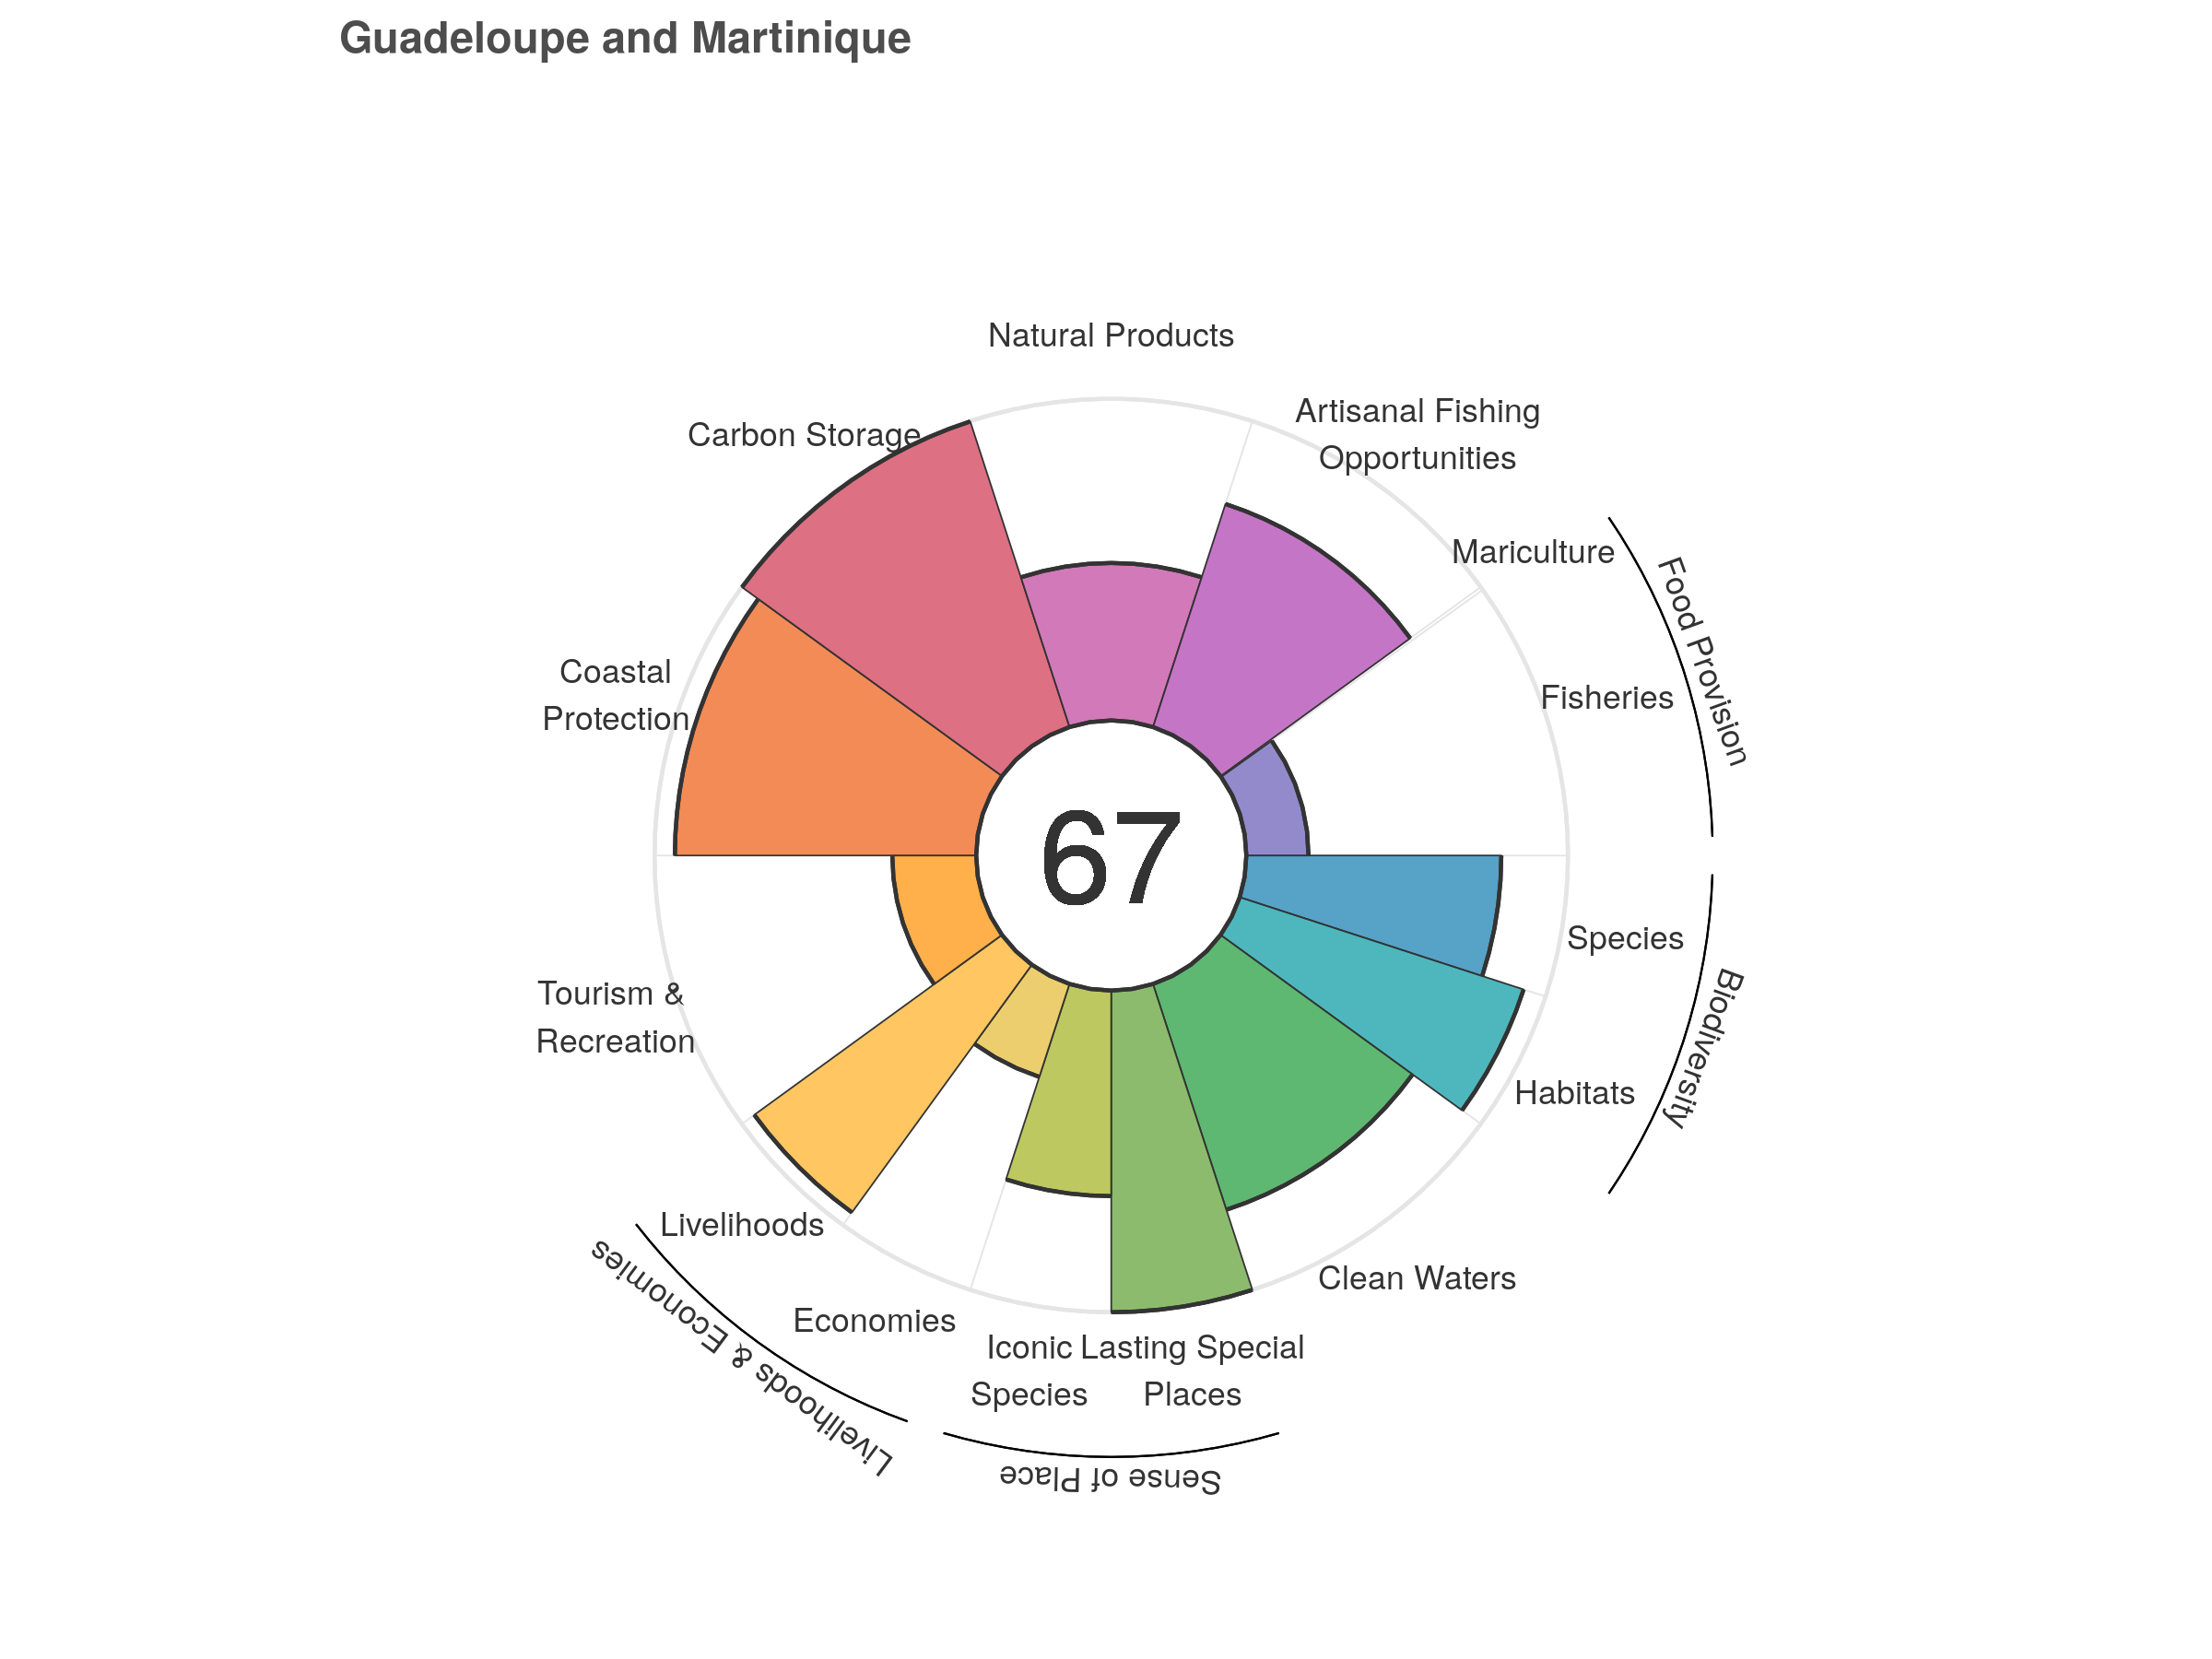 Guadeloupe and Martinique
Natural Products
Artisanal Fishing
Opportunities
Carbon Storage
Mariculture
Food Provision
Coastal
Protection
Fisheries
67
Species
Tourism &
Recreation
Biodiversity
Habitats
Livelihoods
Clean Waters
Economies
Iconic
Species
Lasting Special
Places
Livelihoods & Economies
Sense of Place